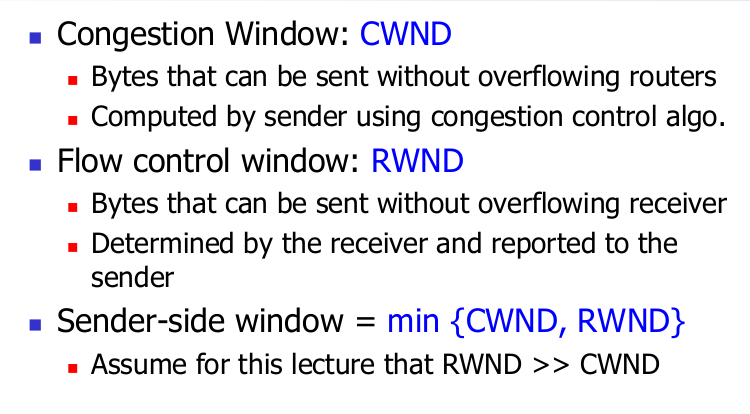 Congestion Window: CWND
Bytes that can be sent without overflowing routers
Computed by sender using congestion control algo.
Flow control window: RWND
Bytes that can be sent without overflowing receiver
Determined by the receiver and reported to the
sender
Sender-side window = min {CWND, RWND}
Assume for this lecture that RWND >> CWND